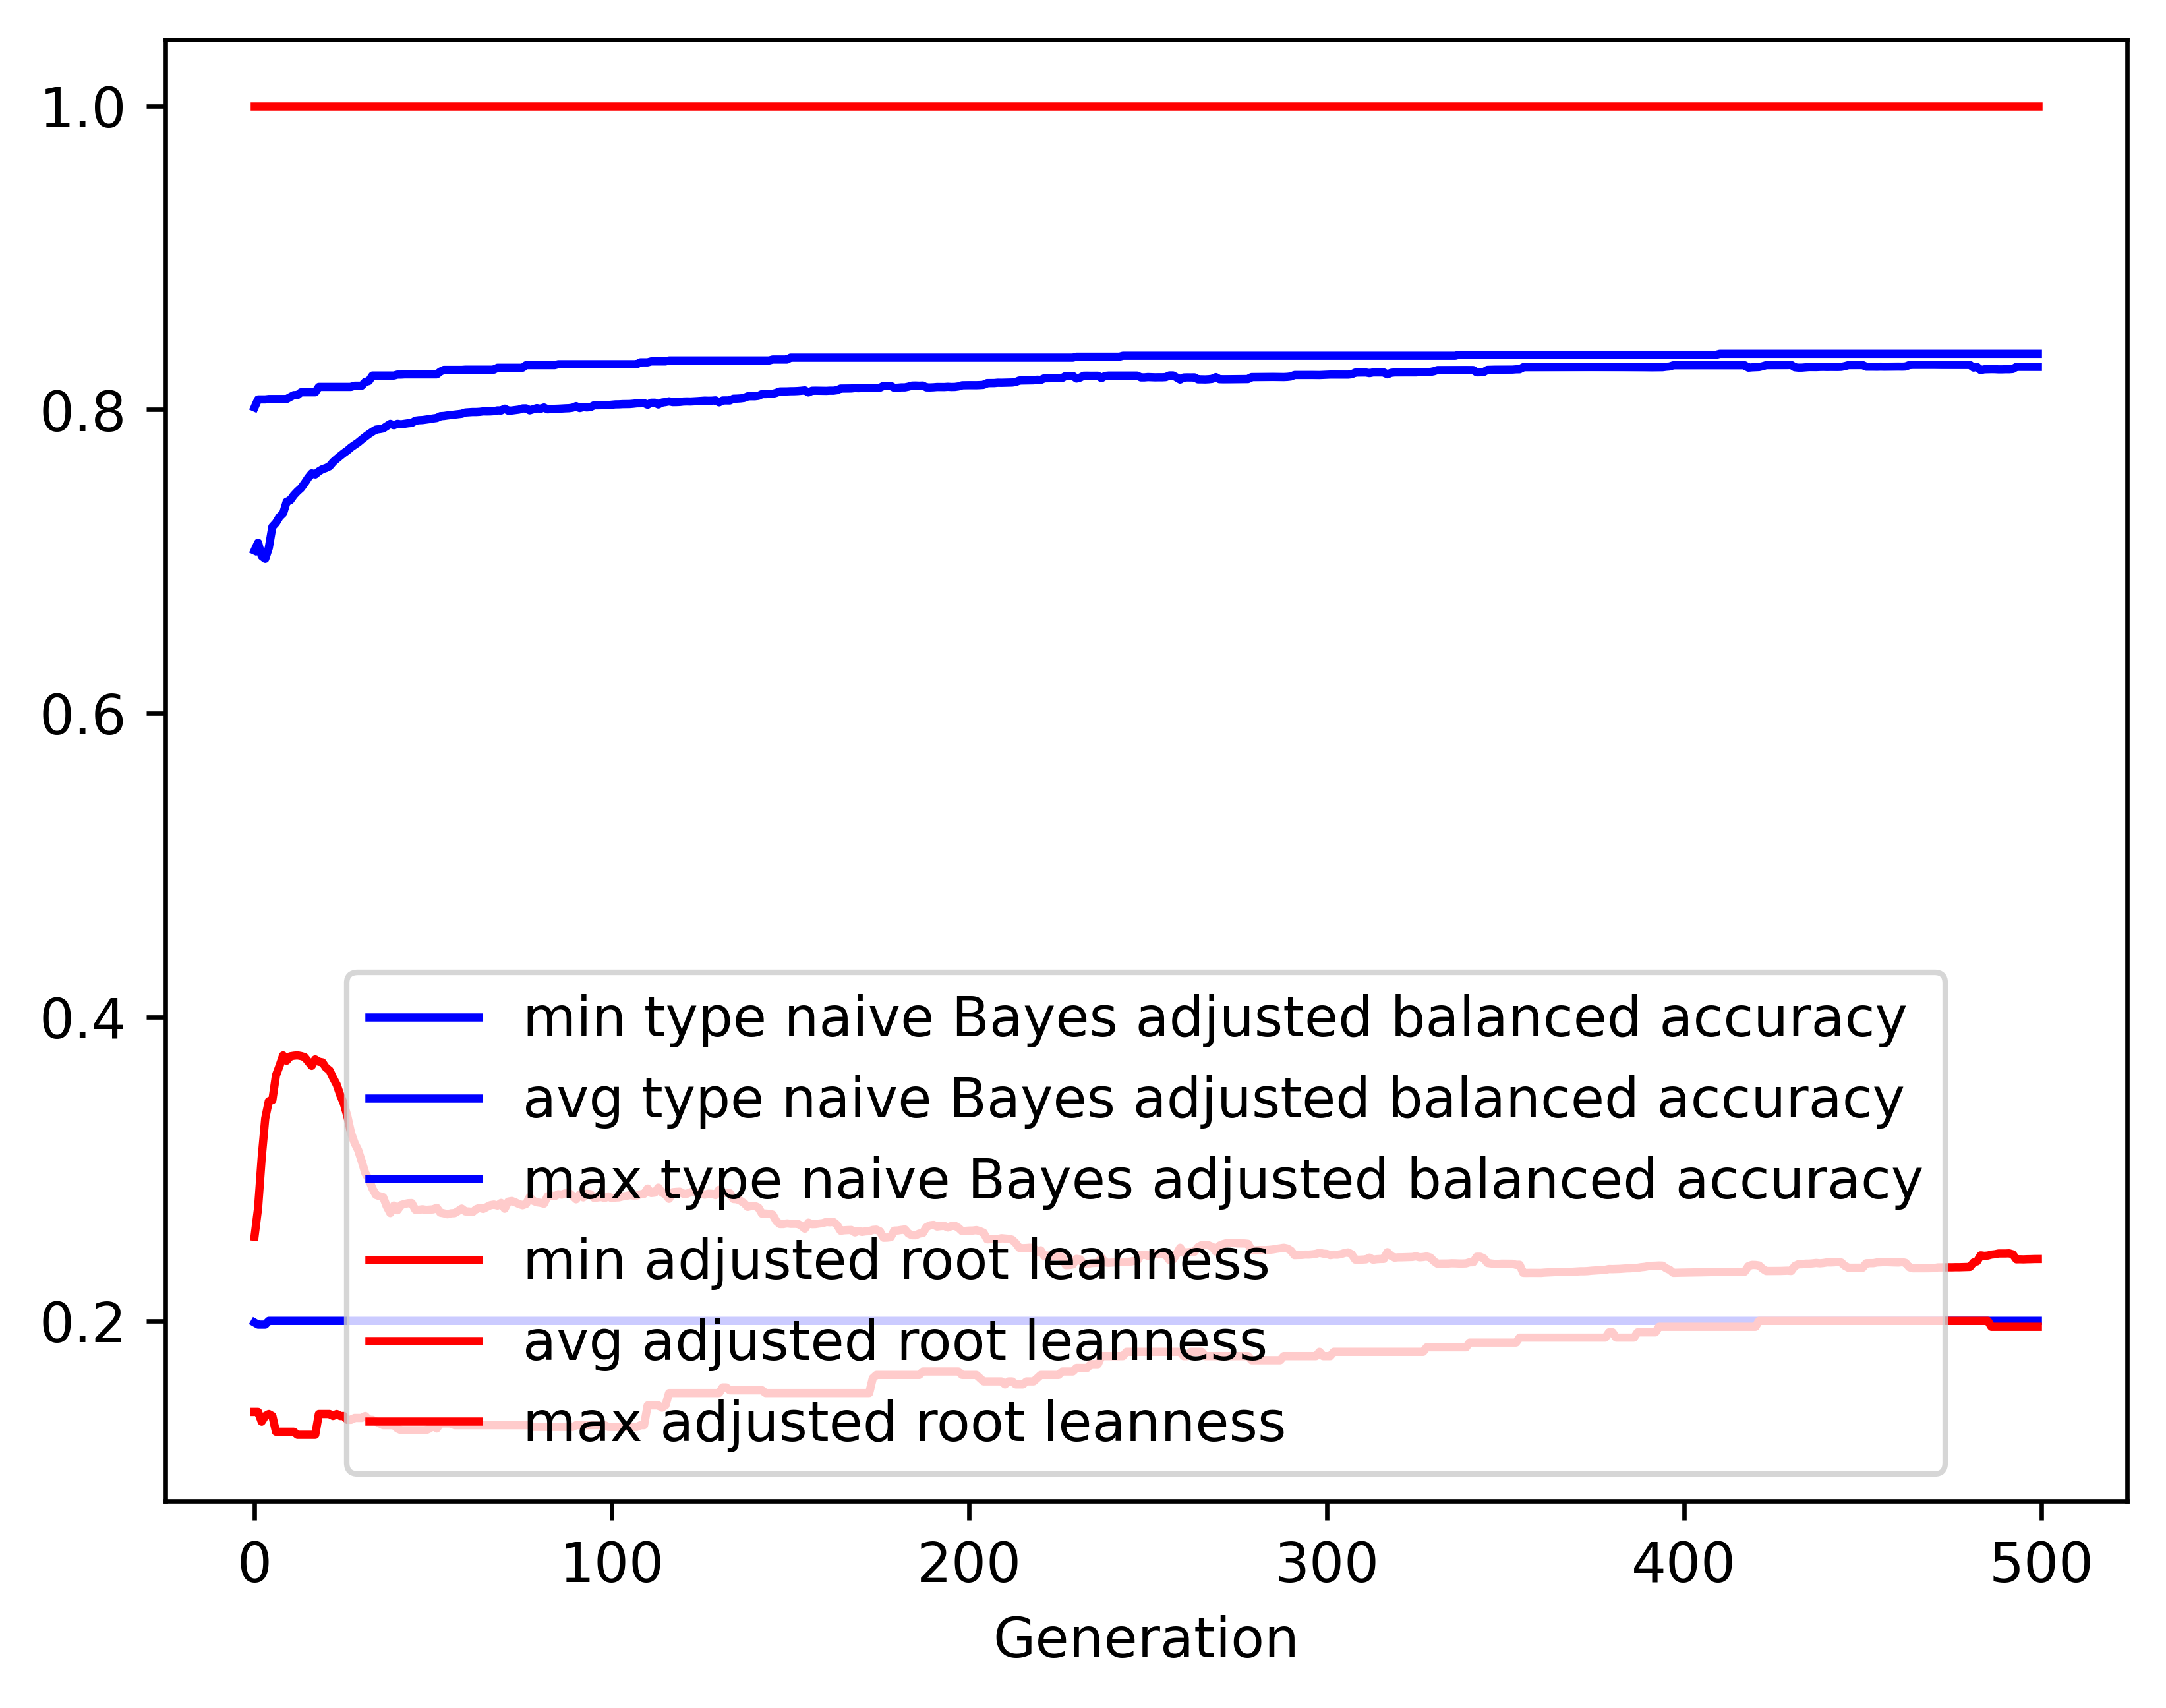 1.0
0.8
0.6
0.4
0.2
min type naive Bayes adjusted balanced accuracy
avg type naive Bayes adjusted balanced accuracy
max type naive Bayes adjusted balanced accuracy
min adjusted root leanness
avg adjusted root leanness
max adjusted root leanness
0 100 200 300 400 500
Generation